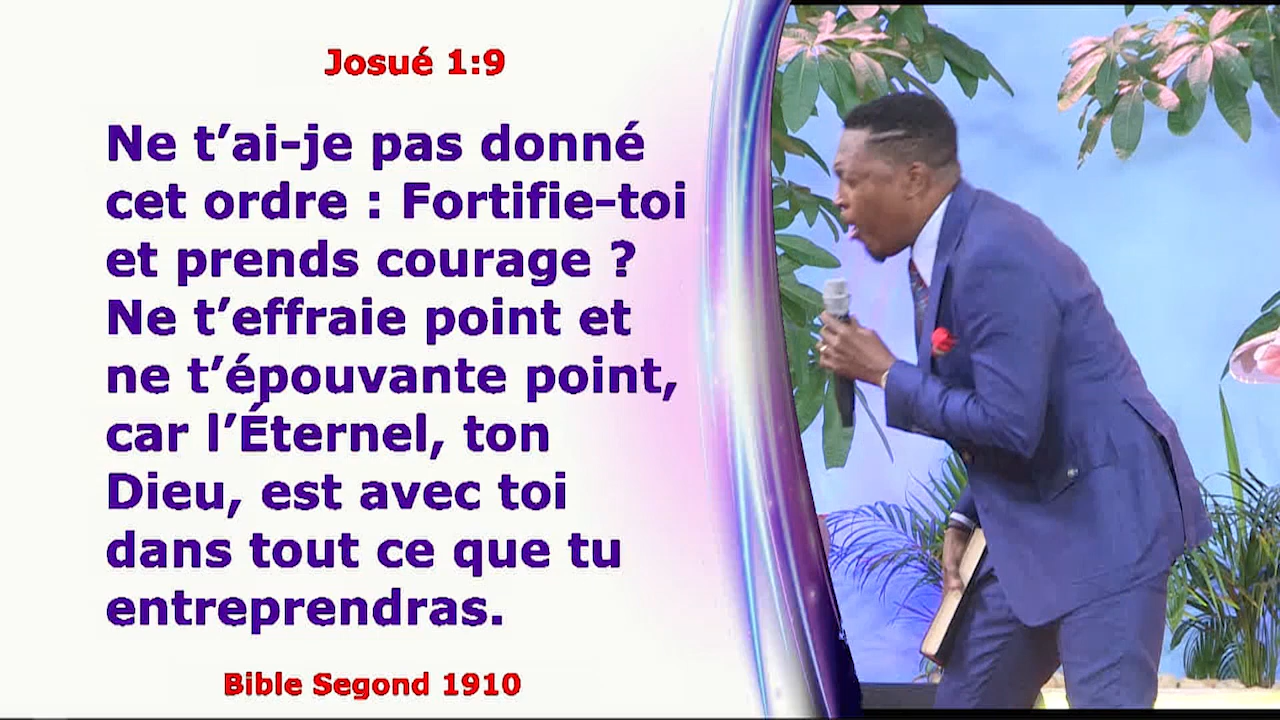 Josué 1:9
Ne t’ai-je pas donné
cet ordre : Fortifie-toi
et prends courage ?
Ne t’effraie point et
ne t’épouvante point,
car l’Éternel, ton
Dieu, est avec toi
dans tout ce que tu
entreprendras.
Bible Segond 1910